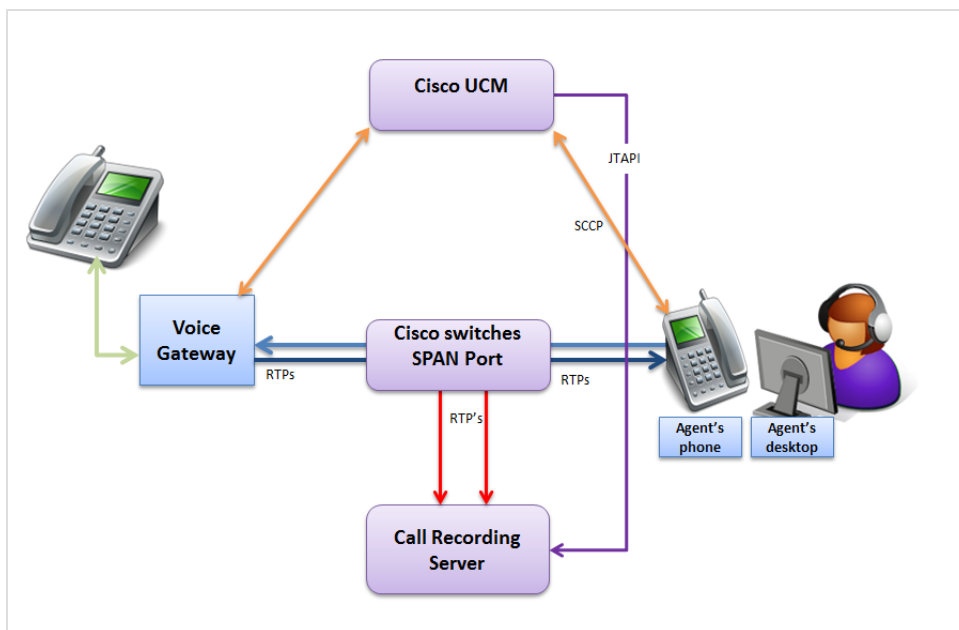 Cisco UCM
JTAPI
SCCP
Voice
Gateway
Cisco switches
SPAN Port
RTPs
RTPs
RTP's
Agent's
phone
Agent's
desktop
Call Recording
Server